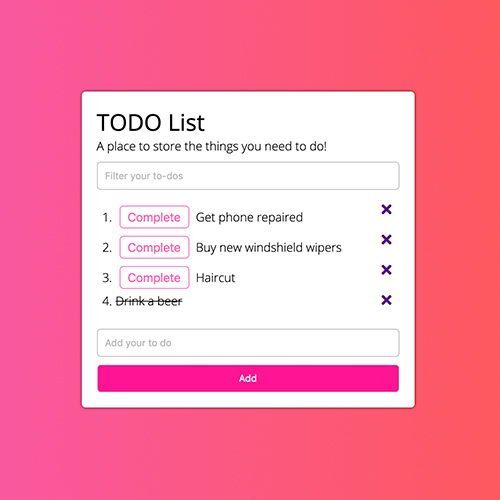 TODO List
A place to store the things you need to do!
Filter your to-dos
1. Complete Get phone repaired
2. Complete Buy new windshield wipers
3. Complete Haircut
4. Drink a beer
Add your to do
Add